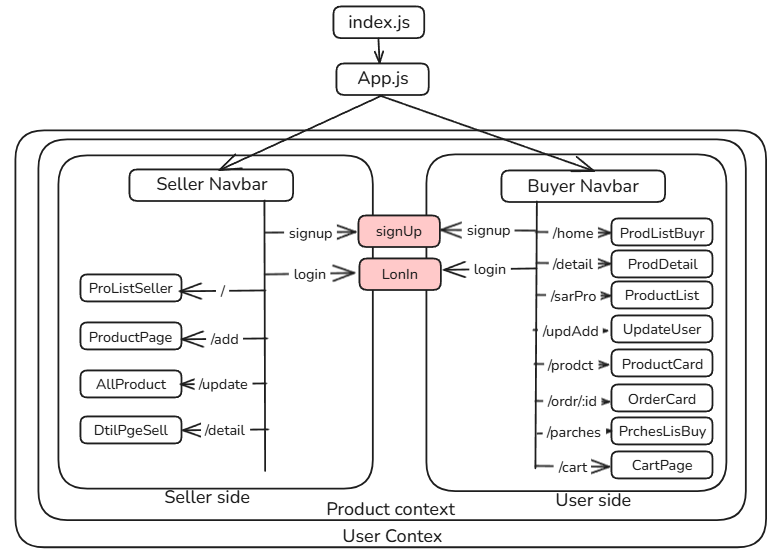 index.js
App.js
Seller Navbar
Buyer Navbar
signup
signUp
signup
/home
ProdListBuyr
login
LonIn
login
/detail
ProdDetail
ProListSeller
/
/sarPro
ProductList
ProductPage
/add
/updAdd
UpdateUser
/prodct
ProductCard
AllProduct
/update
/ordr/:id
OrderCard
DtilPgeSell
/detail
/parches
PrchesLisBuy
/cart
CartPage
Seller side
User side
Product context
User Contex